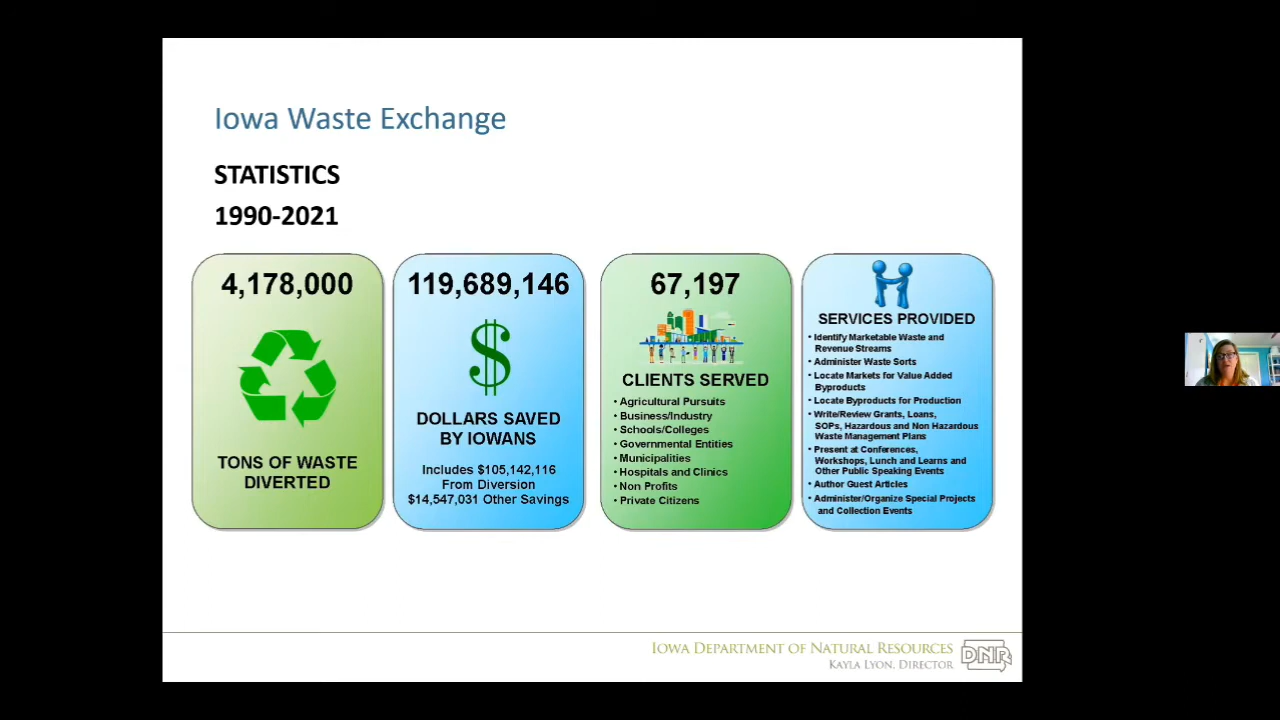 Iowa Waste Exchange
STATISTICS
1990-2021
4,178,000
TONS OF WASTE
DIVERTED
119,689,146
$
DOLLARS SAVED
BY IOWANS
Includes $105,142,116
From Diversion
$14,547,031 Other Savings
67,197
CLIENTS SERVED
• Agricultural Pursuits
• Business/Industry
• Schools/Colleges
• Governmental Entities
• Municipalities
• Hospitals and Clinics
• Non Profits
• Private Citizens
SERVICES PROVIDED
• Identify Marketable Waste and
Revenue Streams
• Administer Waste Sorts
• Locate Markets for Value Added
Byproducts
• Locate Byproducts for Production
• Write/Review Grants, Loans,
SOPs, Hazardous and Non Hazardous
Waste Management Plans
• Present at Conferences,
Workshops, Lunch and Learns and
Other Public Speaking Events
• Author Guest Articles
• Administer/Organize Special Projects
and Collection Events
IOWA DEPARTMENT OF NATURAL RESOURCES
KAYLA LYON, DIRECTOR
DNR